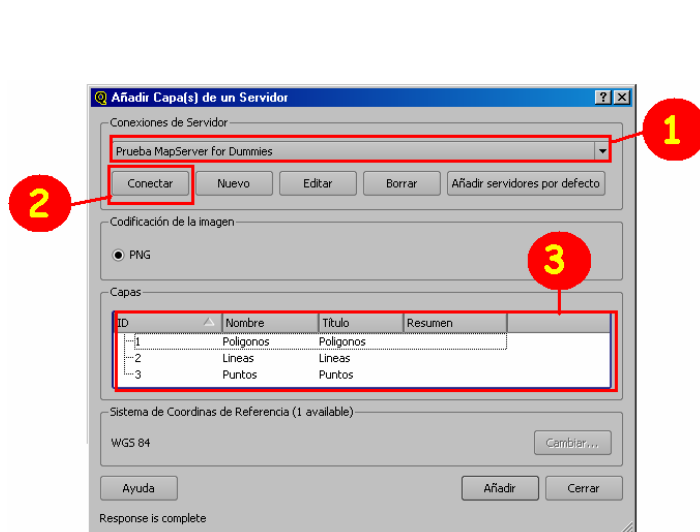 Añadir Capa(s) de un Servidor
Conexiones de Servidor
1
Prueba MapServer for Dummies
2
Conectar Nuevo Editar Borrar Añadir servidores por defecto
Codificación de la imagen
PNG
3
Capas
ID Nombre Título Resumen
1 Poligonos Poligonos
2 Lineas Lineas
3 Puntos Puntos
Sistema de Coordinas de Referencia (1 available)
WGS 84 Cambiar...
Ayuda Añadir Cerrar
Response is complete